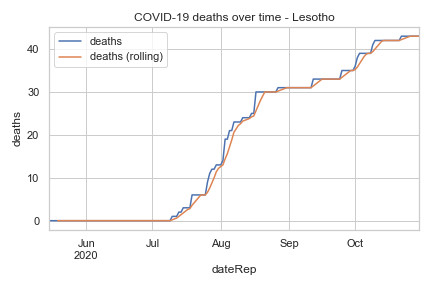 COVID-19 deaths over time - Lesotho
deaths
deaths (rolling)
40
30
20
10
0
deaths
Jun
2020
Jul
Aug
Sep
Oct
dateRep